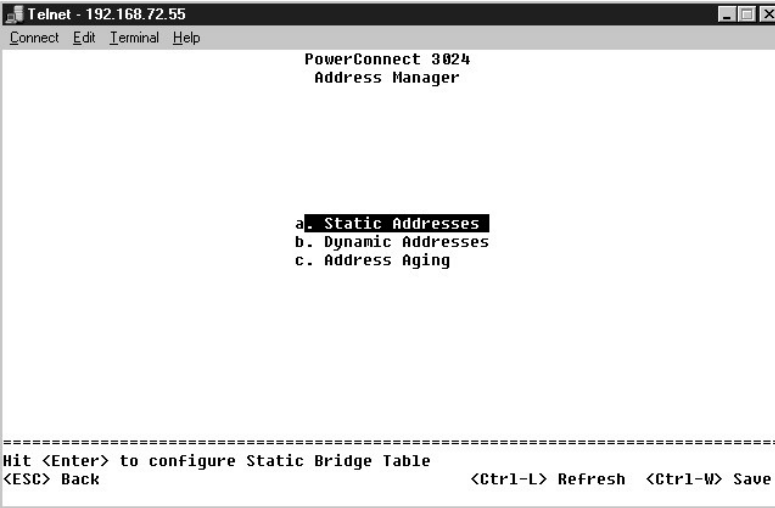 Telnet - 192.168.72.55
Connect Edit Terminal Help
PowerConnect 3024
Address Manager
a. Static Addresses
b. Dynamic Addresses
c. Address Aging
================================================================================
Hit <Enter> to configure Static Bridge Table
<ESC> Back <Ctrl-L> Refresh <Ctrl-W> Save